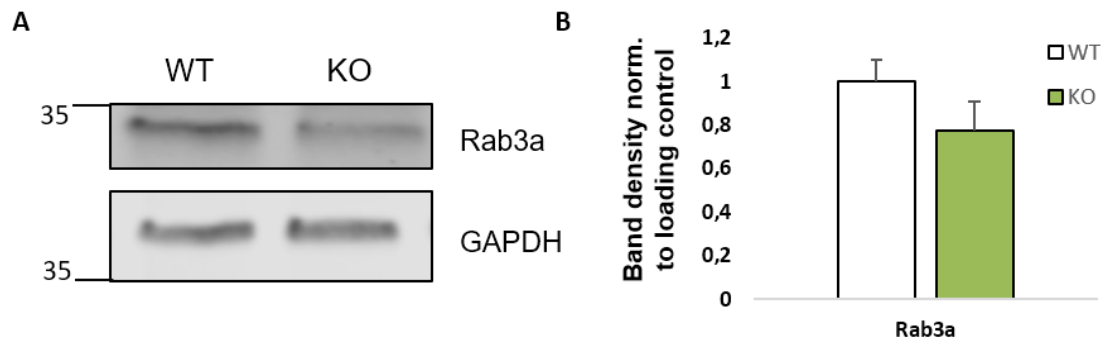 A
WT KO
35
Rab3a
GAPDH
35
B
Band density norm.
to loading control
1,2
1
0,8
0,6
0,4
0,2
0
Rab3a
WT
KO